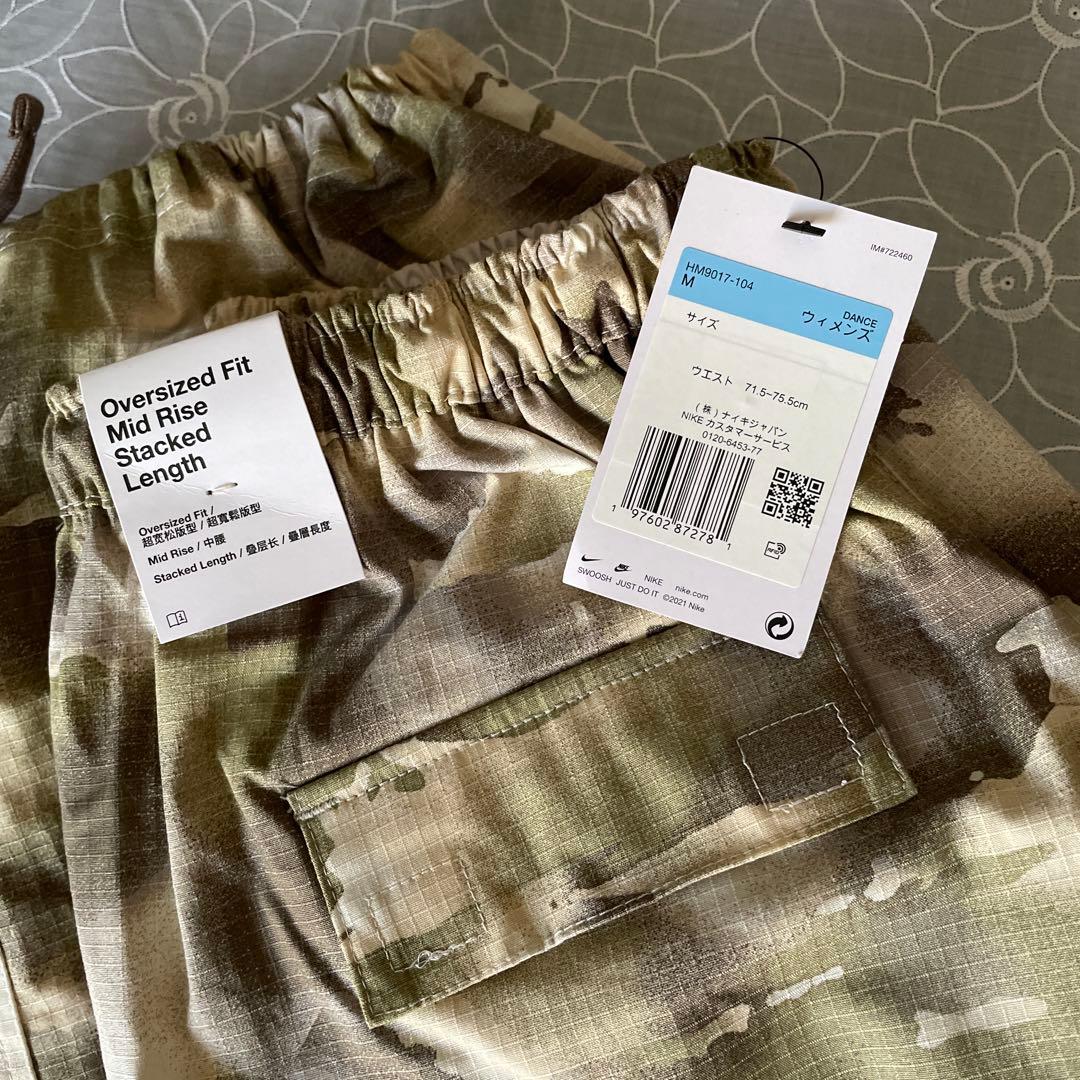 Oversized Fit
Mid Rise
Stacked
Length
Oversized Fit /
超宽松版型 / 超寬鬆版型
Mid Rise / 中腰
Stacked Length / 叠层长 / 疊層長度
1
IM#722460
HM9017-104
M
DANCE
ウィメンズ
サイズ
ウエスト 71.5~75.5cm
(株)ナイキジャパン
NIKE カスタマーサービス
0120-6453-77
1 97602 87278 1
RFID
NIKE nike.com
SWOOSH JUST DO IT ©2021 Nike